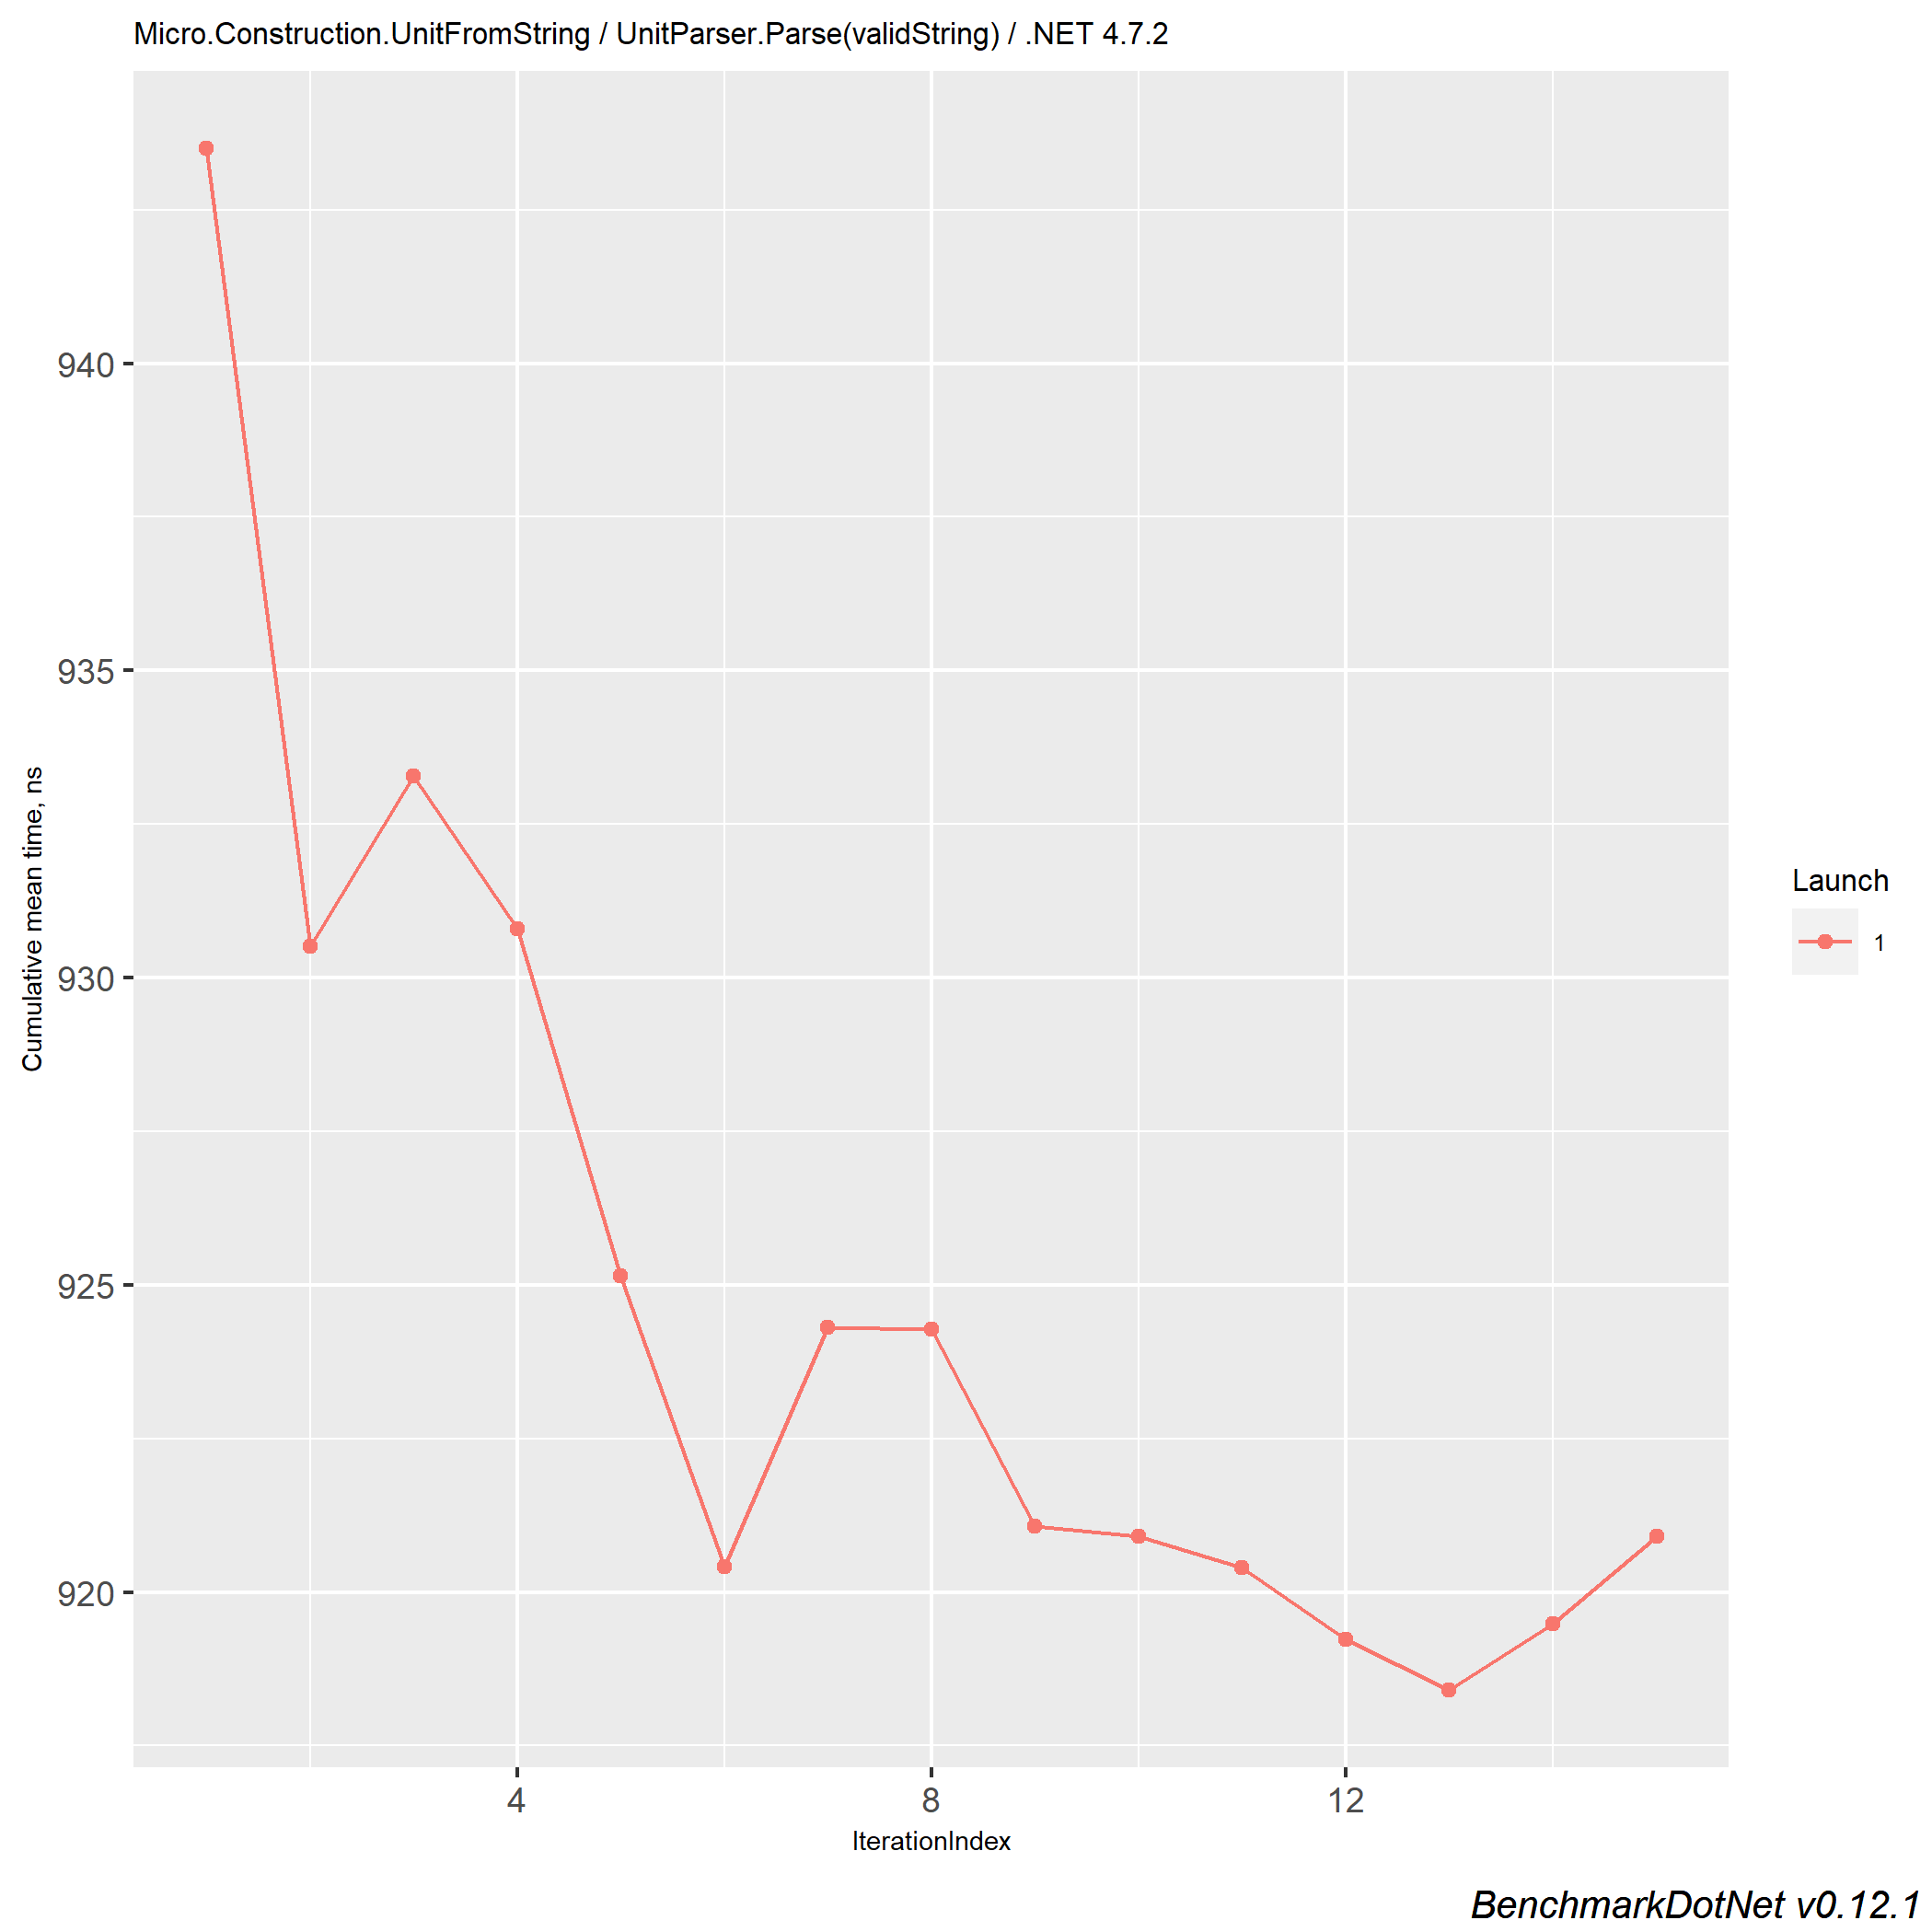 Micro.Construction.UnitFromString / UnitParser.Parse(validString) / .NET 4.7.2
940
935
930
925
920
Cumulative mean time, ns
4
8
12
IterationIndex
Launch
1
BenchmarkDotNet v0.12.1